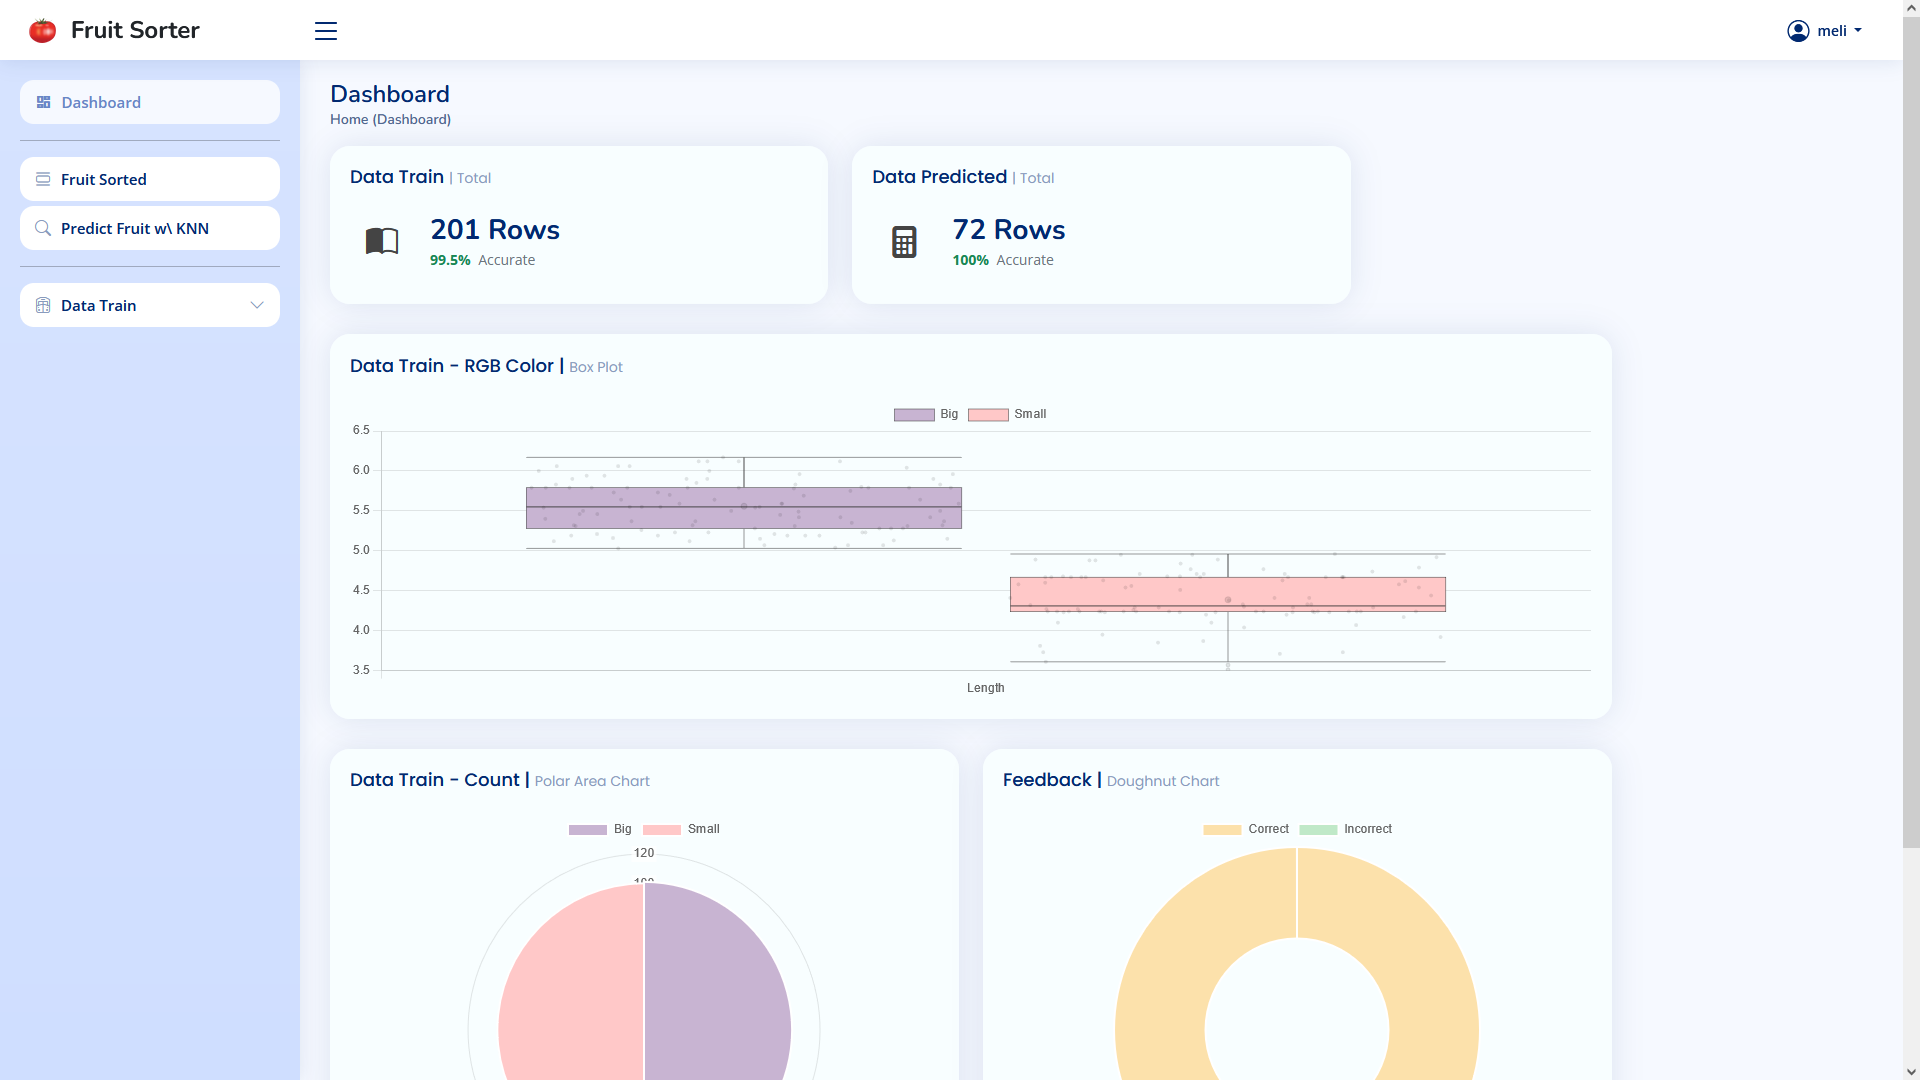 Fruit Sorter
meli
Dashboard
Fruit Sorted
Predict Fruit w\ KNN
Data Train
Dashboard
Home (Dashboard)
Data Train | Total
201 Rows
99.5% Accurate
Data Predicted | Total
72 Rows
100% Accurate
Data Train - RGB Color | Box Plot
Big Small
6.5
6.0
5.5
5.0
4.5
4.0
3.5
Length
Data Train - Count | Polar Area Chart
Big Small
120
Feedback | Doughnut Chart
Correct Incorrect